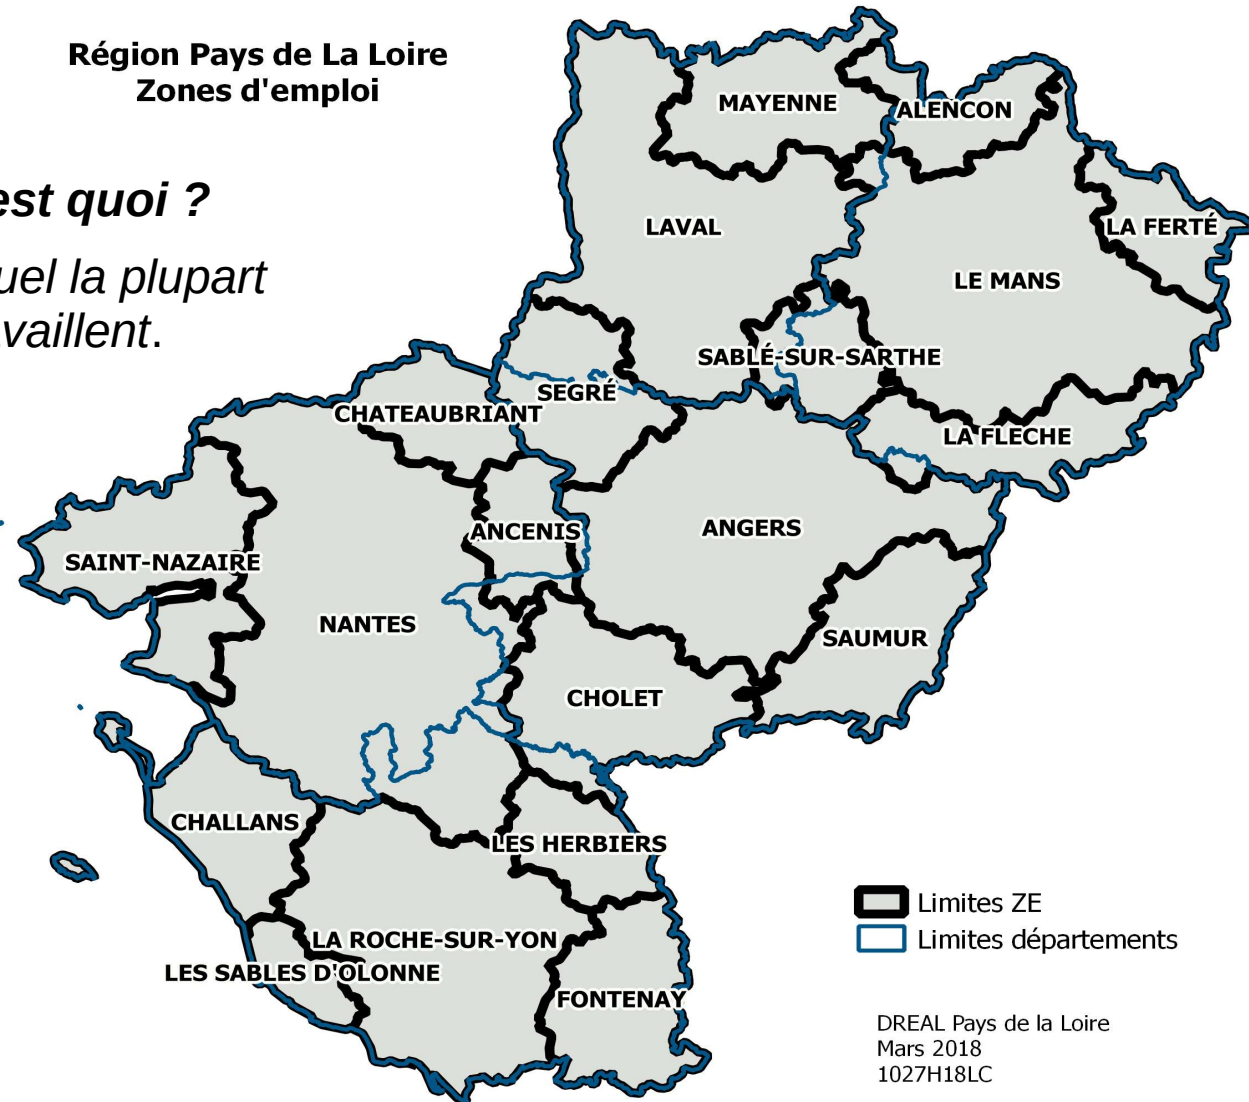 Région Pays de La Loire
Zones d'emploi
est quoi ?
uel la plupart
vaillent.
MAYENNE
ALENCON
LAVAL
LA FERTÉ
LE MANS
SABLÉ-SUR-SARTHE
SEGRÉ
CHATEAUBRIANT
LA FLECHE
ANCENIS
ANGERS
SAINT-NAZAIRE
NANTES
SAUMUR
CHOLET
CHALLANS
LES HERBIERS
LA ROCHE-SUR-YON
LES SABLES D'OLONNE
FONTENAY
Limites ZE
Limites départements
DREAL Pays de la Loire
Mars 2018
1027H18LC